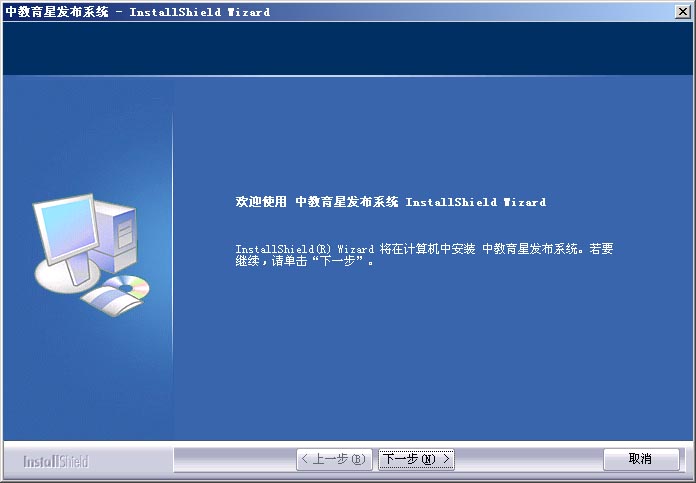 中教育星发布系统 - InstallShield Wizard
欢迎使用 中教育星发布系统 InstallShield Wizard
InstallShield(R) Wizard 将在计算机中安装 中教育星发布系统。若要
继续，请单击“下一步”。
InstallShield
< 上一步(B) 下一步(N) > 取消